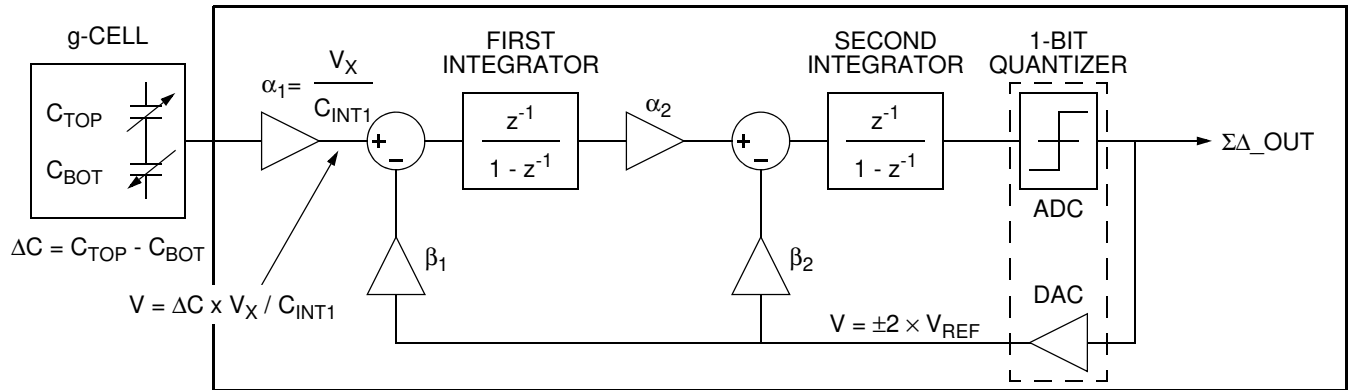 g-CELL
C_TOP
C_BOT
ΔC = C_TOP - C_BOT
α₁= V_X / C_INT1
V = ΔC x V_X / C_INT1
FIRST
INTEGRATOR
z⁻¹
1 - z⁻¹
α₂
SECOND
INTEGRATOR
z⁻¹
1 - z⁻¹
1-BIT
QUANTIZER
ADC
ΣΔ_OUT
+
-
+
-
β₁
β₂
DAC
V = ±2 × V_REF